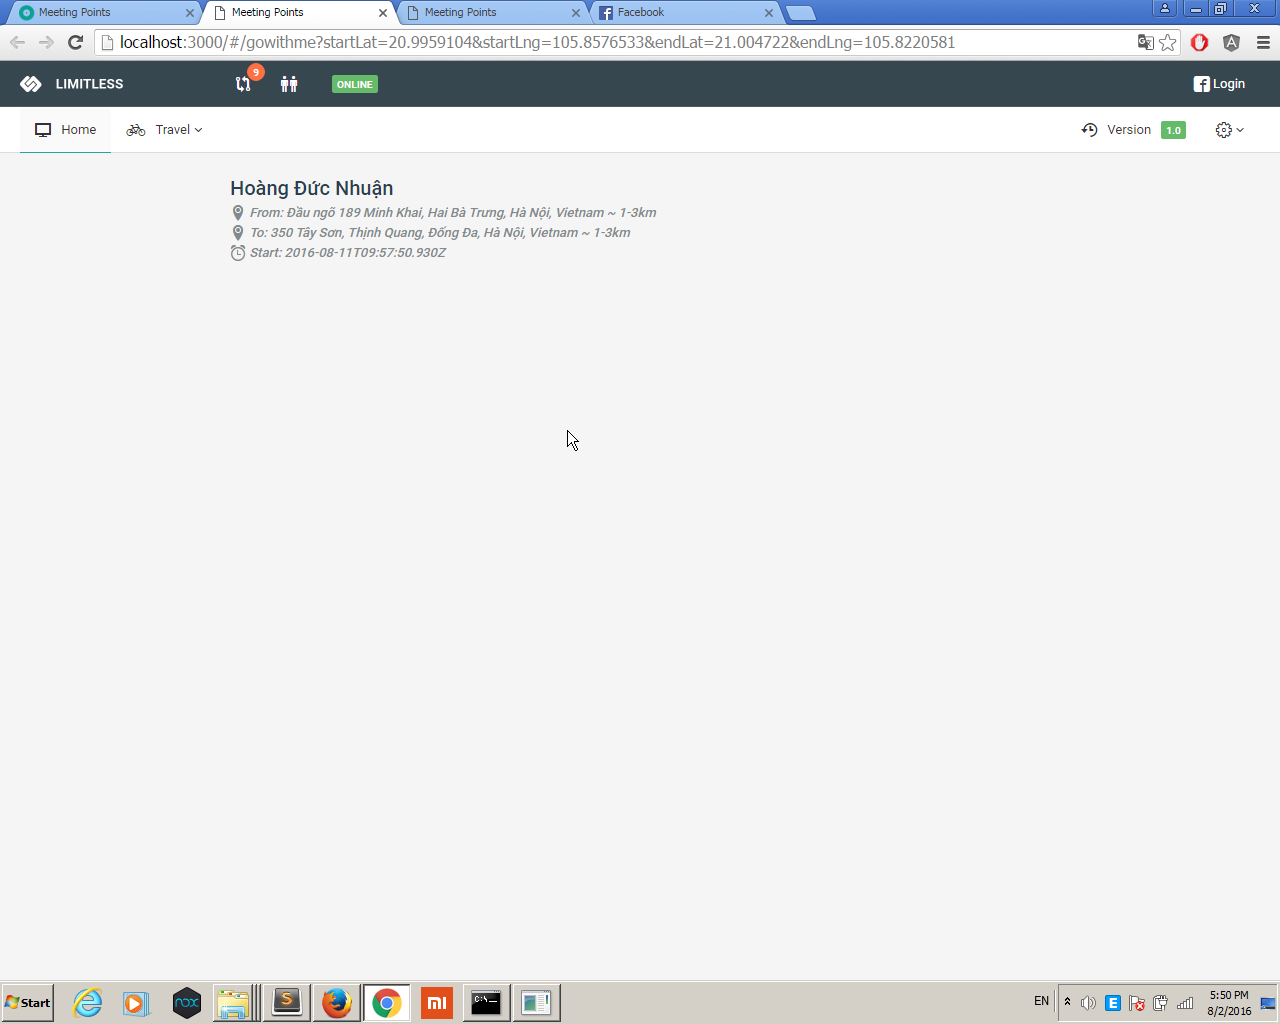 Meeting Points
Meeting Points
Meeting Points
Facebook
localhost:3000/#/gowithme?startLat=20.9959104&startLng=105.8576533&endLat=21.004722&endLng=105.8220581
LIMITLESS
9
ONLINE
Login
Home
Travel
Version
1.0
Hoàng Đức Nhuận
From: Đầu ngõ 189 Minh Khai, Hai Bà Trưng, Hà Nội, Vietnam ~ 1-3km
To: 350 Tây Sơn, Thịnh Quang, Đống Đa, Hà Nội, Vietnam ~ 1-3km
Start: 2016-08-11T09:57:50.930Z
Start
nox
S
mi
C:\
EN
E
5:50 PM
8/2/2016